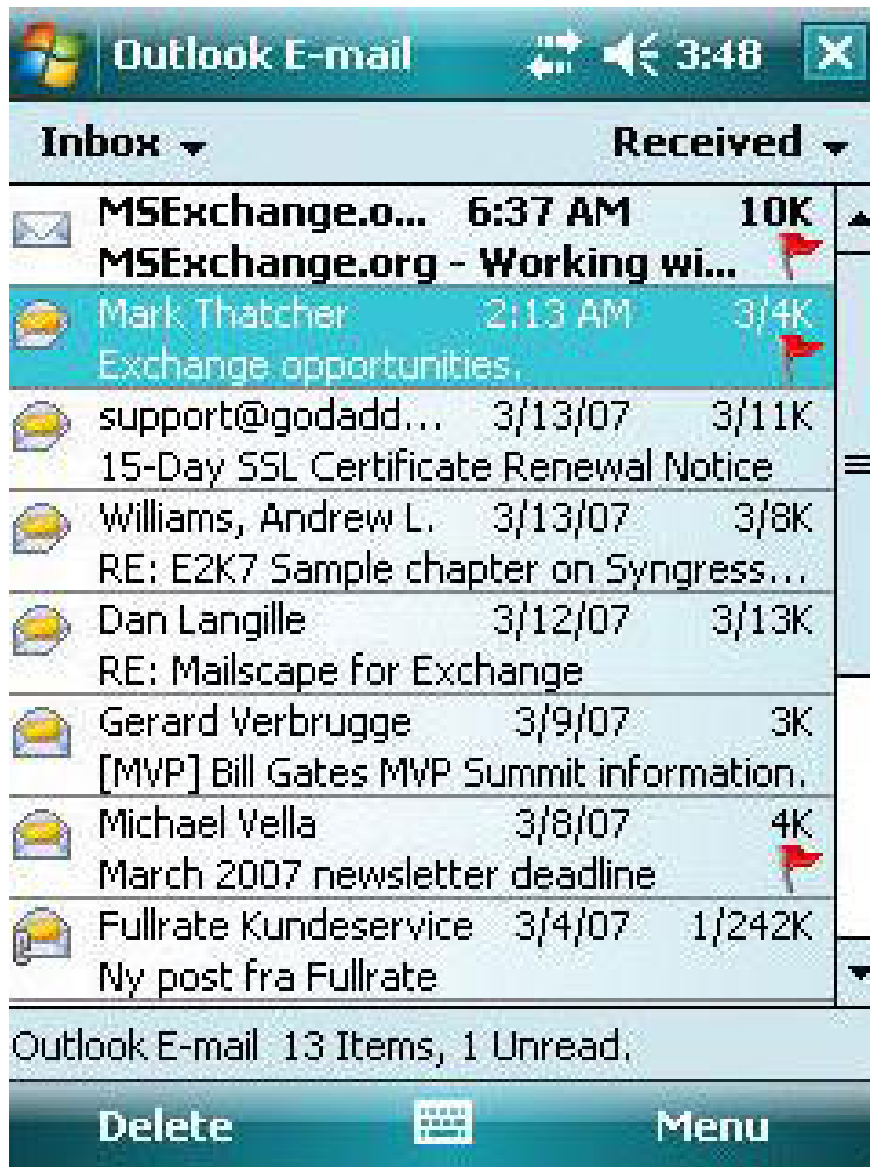 Outlook E-mail 3:48
Inbox Received
MSExchange.o... 6:37 AM 10K
MSExchange.org - Working wi...
Mark Thatcher 2:13 AM 3/4K
Exchange opportunities.
support@godadd... 3/13/07 3/11K
15-Day SSL Certificate Renewal Notice
Williams, Andrew L. 3/13/07 3/8K
RE: E2K7 Sample chapter on Syngress...
Dan Langille 3/12/07 3/13K
RE: Mailscape for Exchange
Gerard Verbrugge 3/9/07 3K
[MVP] Bill Gates MVP Summit information.
Michael Vella 3/8/07 4K
March 2007 newsletter deadline
Fullrate Kundeservice 3/4/07 1/242K
Ny post fra Fullrate
Outlook E-mail 13 Items, 1 Unread.
Delete Menu